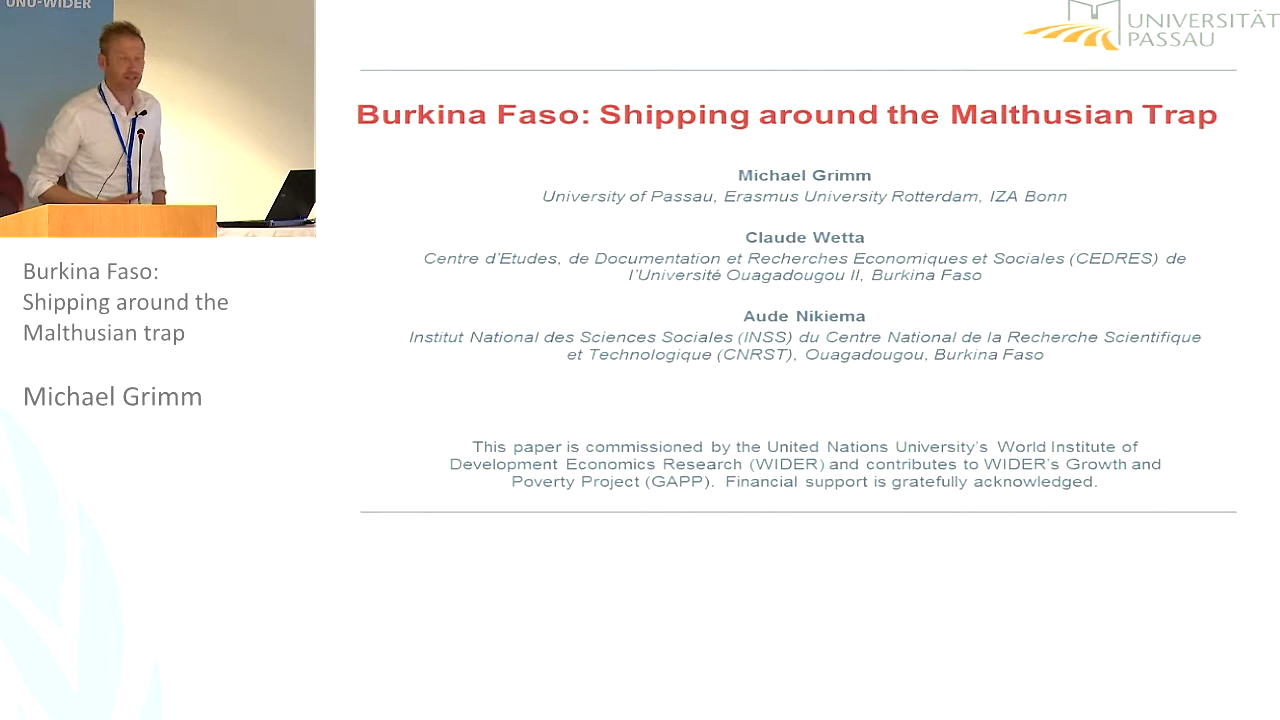 UNU-WIDER
UNIVERSITÄT
PASSAU
Burkina Faso: Shipping around the Malthusian Trap
Michael Grimm
University of Passau, Erasmus University Rotterdam, IZA Bonn
Claude Wetta
Centre d'Etudes, de Documentation et Recherches Economiques et Sociales (CEDRES) de
l'Université Ouagadougou II, Burkina Faso
Aude Nikiema
Institut National des Sciences Sociales (INSS) du Centre National de la Recherche Scientifique
et Technologique (CNRST), Ouagadougou, Burkina Faso
This paper is commissioned by the United Nations University's World Institute of
Development Economics Research (WIDER) and contributes to WIDER's Growth and
Poverty Project (GAPP). Financial support is gratefully acknowledged.
Burkina Faso:
Shipping around the
Malthusian trap
Michael Grimm